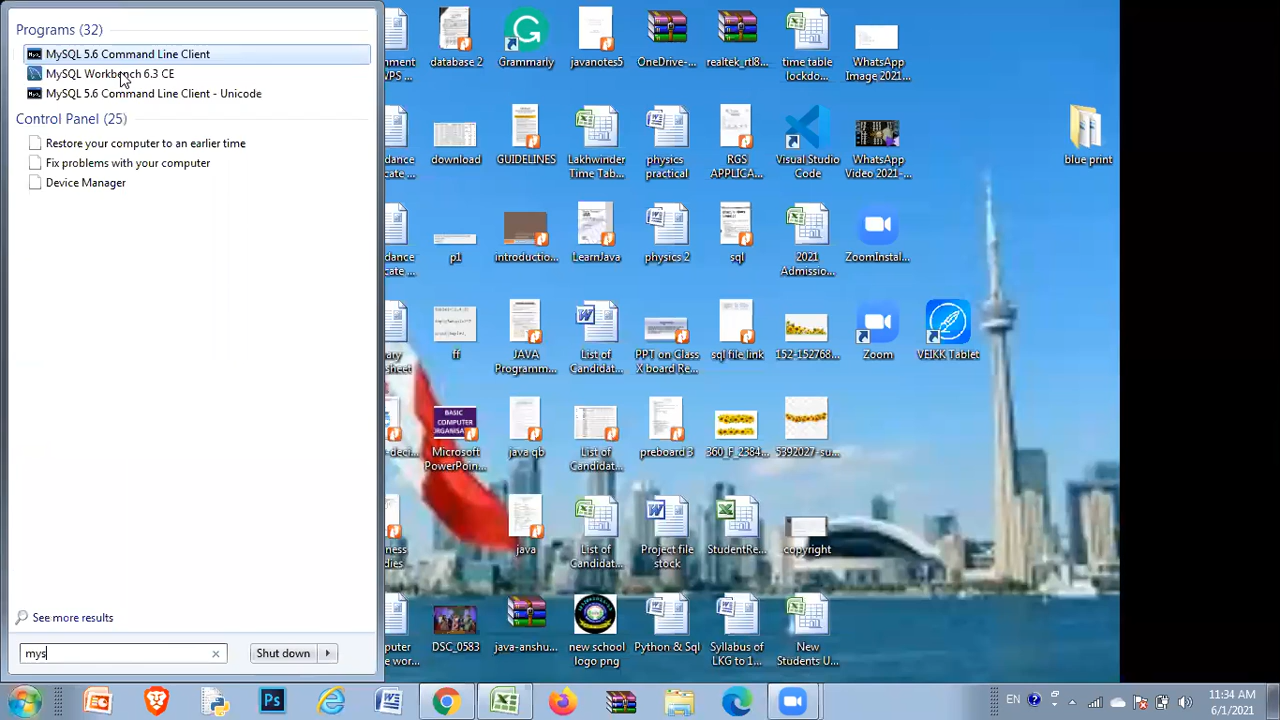 Programs (32)
MySQL 5.6 Command Line Client
MySQL Workbench 6.3 CE
MySQL 5.6 Command Line Client - Unicode
Control Panel (25)
Restore your computer to an earlier time
Fix problems with your computer
Device Manager
See more results
mys
Shut down
database 2
Grammarly
javanotes5
OneDrive-...
realtek_rtl8...
time table lockdo...
WhatsApp Image 2021-...
download
GUIDELINES
Lakhwinder Time Tab...
physics practical
RGS APPLICA...
Visual Studio Code
WhatsApp Video 2021-...
blue print
p1
introductio...
LearnJava
physics 2
sql
2021 Admissio...
ZoomInstal...
ff
JAVA Programm...
List of Candidat...
PPT on Class X board Re...
sql file link
152-152768...
Zoom
VEIKK Tablet
BASIC COMPUTER ORGANISAT...
Microsoft PowerPoin...
java qb
List of Candidat...
preboard 3
360_F_2384...
5392027-su...
java
List of Candidat...
Project file stock
StudentRe...
copyright
DSC_0583
java-anshu...
new school logo png
Python & Sql
Syllabus of LKG to 1...
New Students U...
EN
11:34 AM
6/1/2021